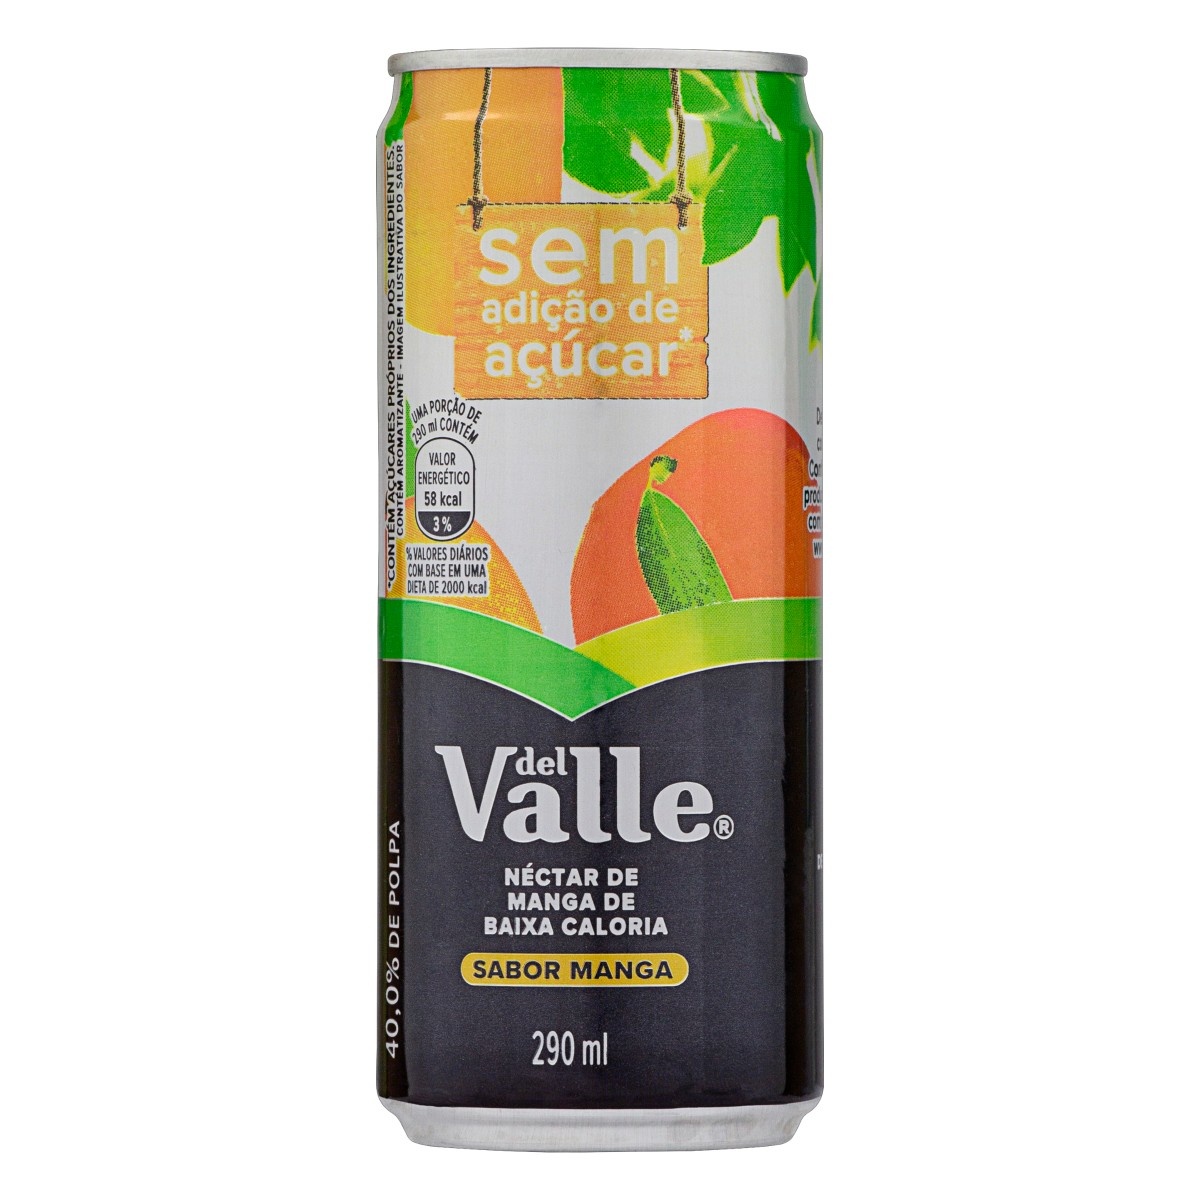 sem
adição de
açúcar*
*CONTÉM AÇÚCARES PRÓPRIOS DOS INGREDIENTES.
CONTÉM AROMATIZANTE - IMAGEM ILUSTRATIVA DO SABOR
UMA PORÇÃO DE
290 ml CONTÉM
VALOR
ENERGÉTICO
58 kcal
3%
% VALORES DIÁRIOS
COM BASE EM UMA
DIETA DE 2000 kcal
del
Valle®
NÉCTAR DE
MANGA DE
BAIXA CALORIA
SABOR MANGA
290 ml
40,0% DE POLPA